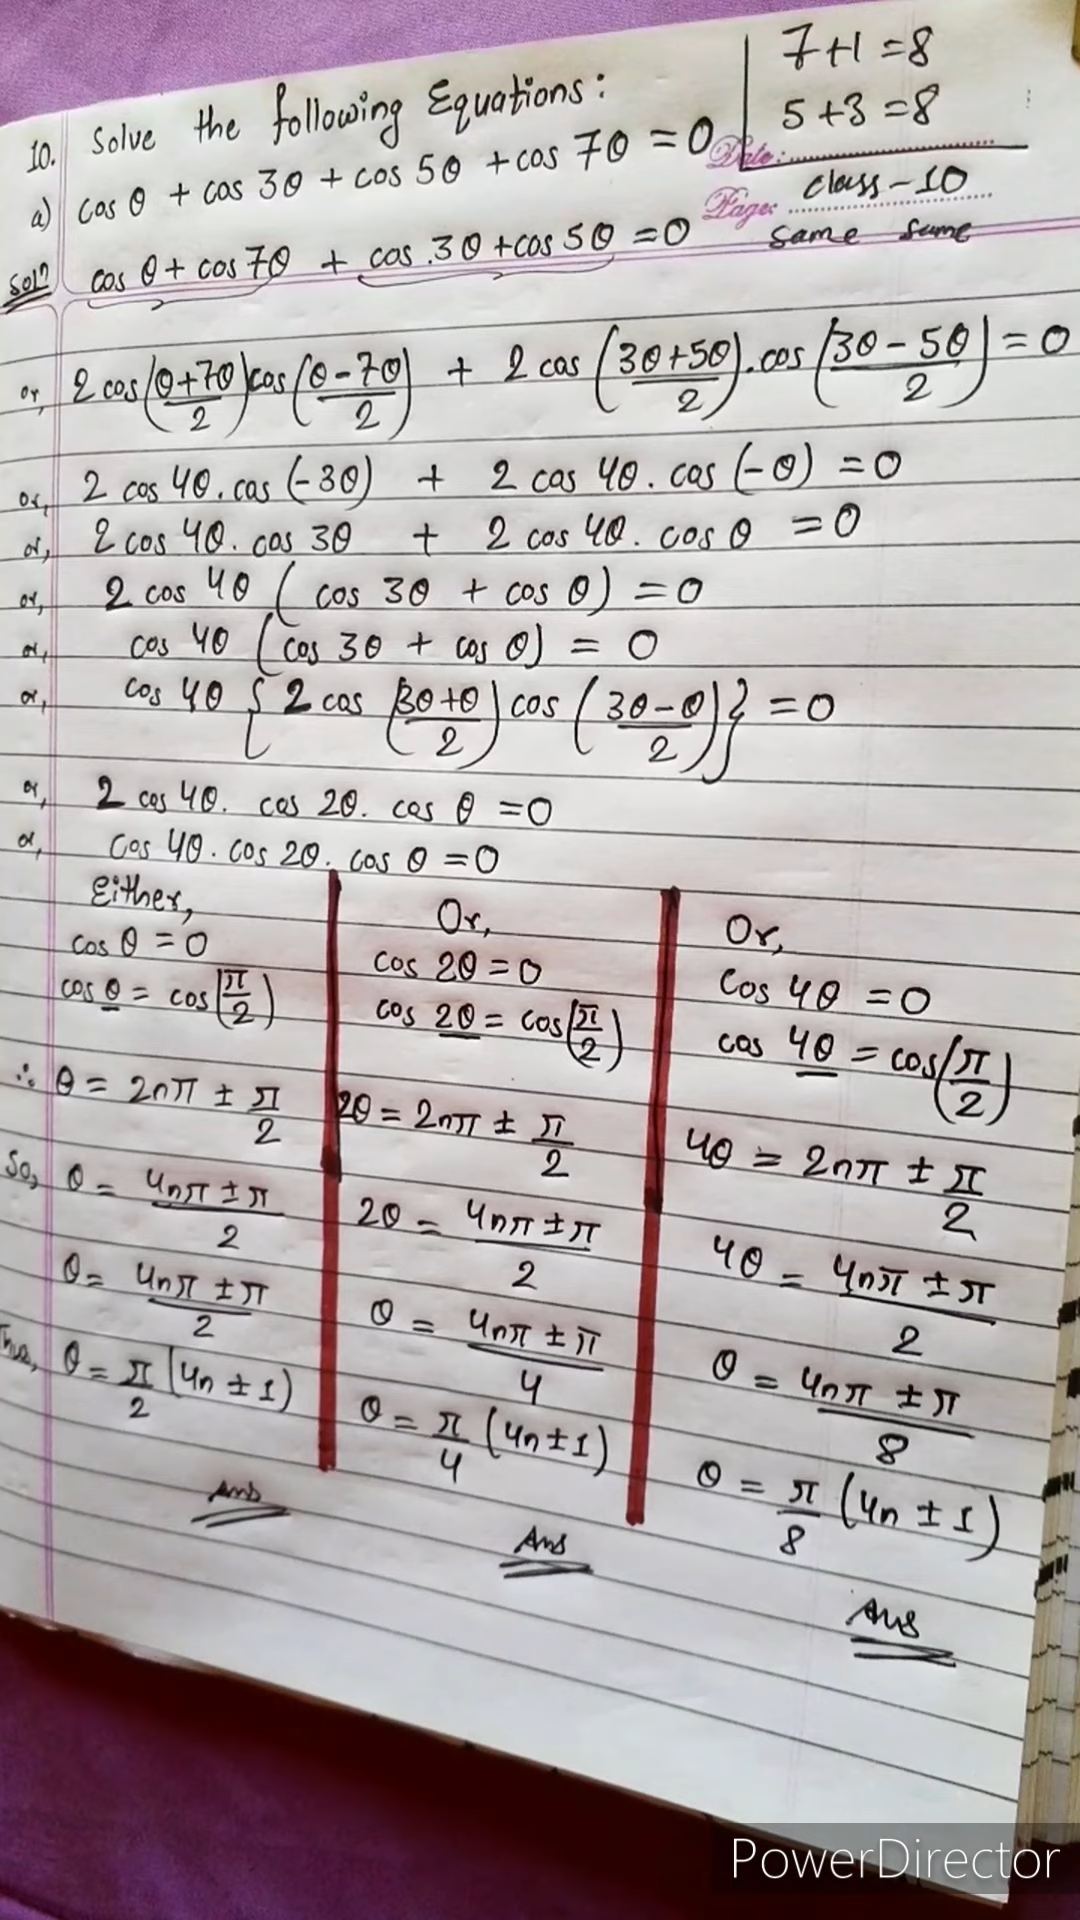 7+1 = 8
5+3 = 8
10. Solve the following Equations:
a) cos θ + cos 3θ + cos 5θ + cos 7θ = 0
Date:
Page: class-10
same same
Solⁿ cos θ + cos 7θ + cos 3θ + cos 5θ = 0
or, 2 cos((θ+7θ)/2) cos((θ-7θ)/2) + 2 cos((3θ+5θ)/2).cos((3θ-5θ)/2) = 0
or, 2 cos 4θ.cos(-3θ) + 2 cos 4θ.cos(-θ) = 0
or, 2 cos 4θ.cos 3θ + 2 cos 4θ.cos θ = 0
or, 2 cos 4θ (cos 3θ + cos θ) = 0
or, cos 4θ (cos 3θ + cos θ) = 0
or, cos 4θ {2 cos((3θ+θ)/2) cos((3θ-θ)/2)} = 0
or, 2 cos 4θ. cos 2θ. cos θ = 0
or, cos 4θ.cos 2θ.cos θ = 0
Either,
cos θ = 0
cos θ = cos(π/2)
∴ θ = 2nπ ± π/2
So, θ = (4nπ ± π)/2
θ = (4nπ ± π)/2
Thus, θ = π/2 (4n ± 1)
Ans
Or,
cos 2θ = 0
cos 2θ = cos(π/2)
2θ = 2nπ ± π/2
2θ = (4nπ ± π)/2
θ = (4nπ ± π)/4
θ = π/4 (4n ± 1)
Ans
Or,
cos 4θ = 0
cos 4θ = cos(π/2)
4θ = 2nπ ± π/2
4θ = (4nπ ± π)/2
θ = (4nπ ± π)/8
θ = π/8 (4n ± 1)
Ans
PowerDirector